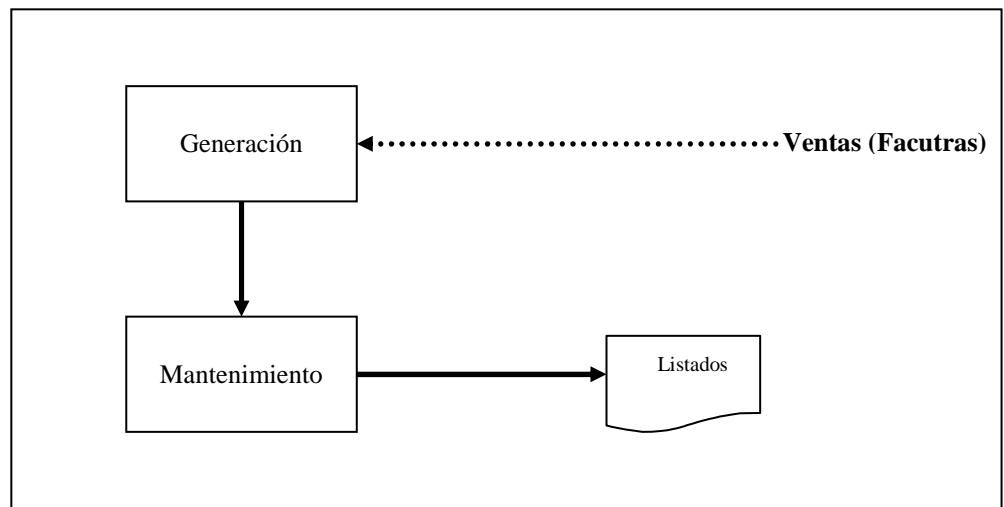 Generación
Ventas (Facutras)
Mantenimiento
Listados